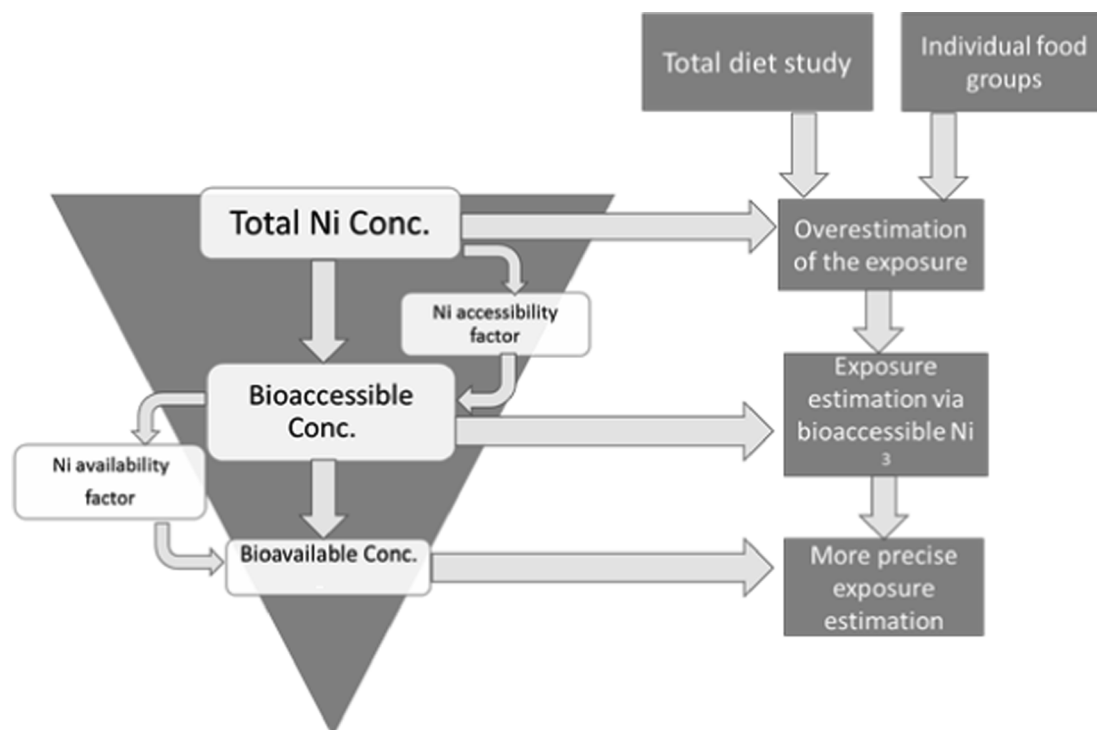 Total diet study
Individual food
groups
Total Ni Conc.
Overestimation
of the exposure
Ni accessibility
factor
Bioaccessible
Conc.
Exposure
estimation via
bioaccessible Ni
3
Ni availability
factor
Bioavailable Conc.
More precise
exposure
estimation